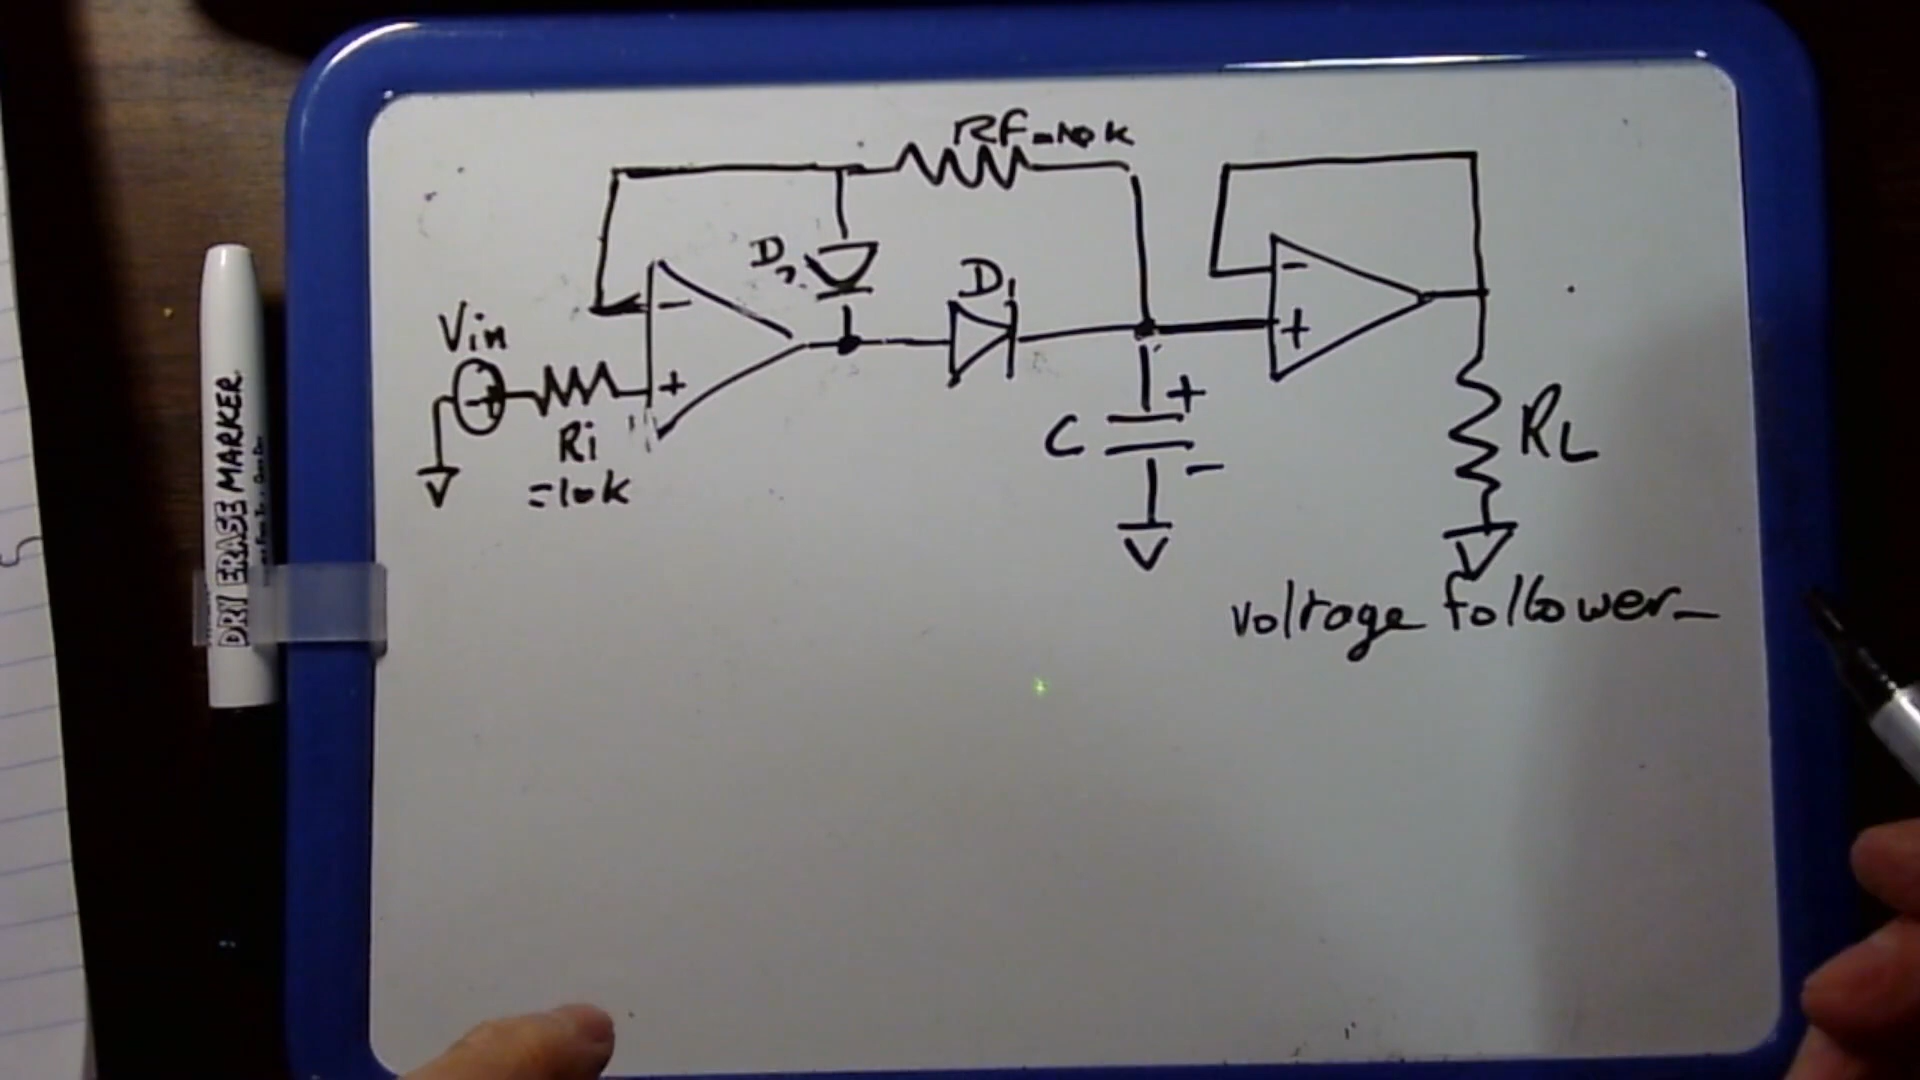 RF=10k
D2
D1
Vin
Ri
=10k
C
RL
voltage follower
DRY ERASE MARKER